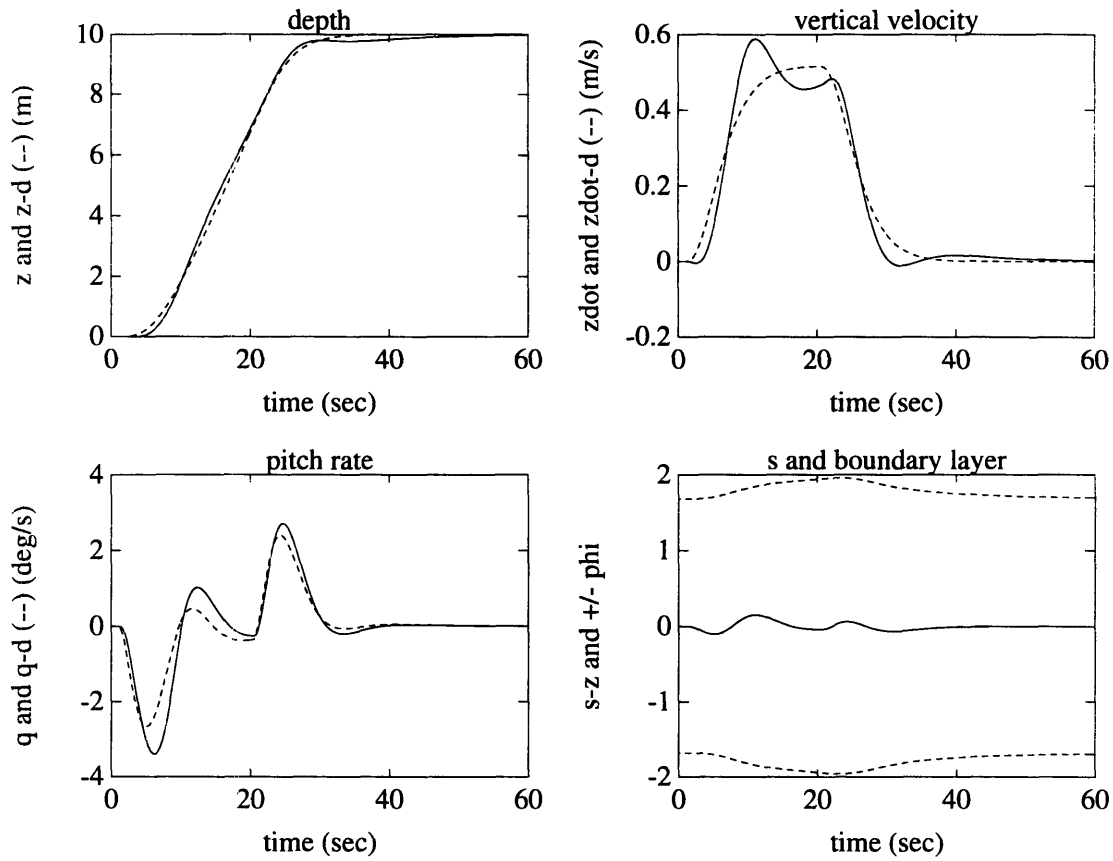 depth
z and z-d (--) (m)
10
8
6
4
2
0
0 20 40 60
time (sec)
vertical velocity
zdot and zdot-d (--) (m/s)
0.6
0.4
0.2
0
-0.2
0 20 40 60
time (sec)
pitch rate
q and q-d (--) (deg/s)
4
2
0
-2
-4
0 20 40 60
time (sec)
s and boundary layer
s-z and +/- phi
2
1
0
-1
-2
0 20 40 60
time (sec)